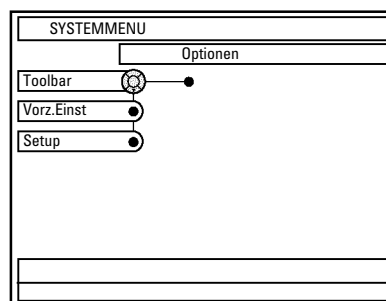 SYSTEMMENU
Optionen
Toolbar
Vorz.Einst
Setup